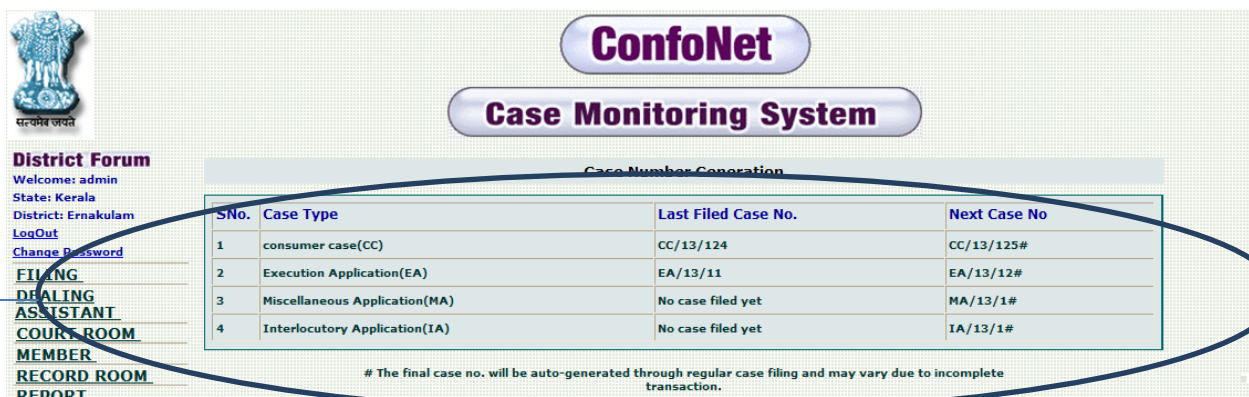 ConfoNet
Case Monitoring System
सत्यमेव जयते
District Forum
Welcome: admin
State: Kerala
District: Ernakulam
LogOut
Change Password
FILING
DEALING
ASSISTANT
COURT ROOM
MEMBER
RECORD ROOM
REPORT
Case Number Generation
SNo. Case Type Last Filed Case No. Next Case No
1 consumer case(CC) CC/13/124 CC/13/125#
2 Execution Application(EA) EA/13/11 EA/13/12#
3 Miscellaneous Application(MA) No case filed yet MA/13/1#
4 Interlocutory Application(IA) No case filed yet IA/13/1#
# The final case no. will be auto-generated through regular case filing and may vary due to incomplete
transaction.